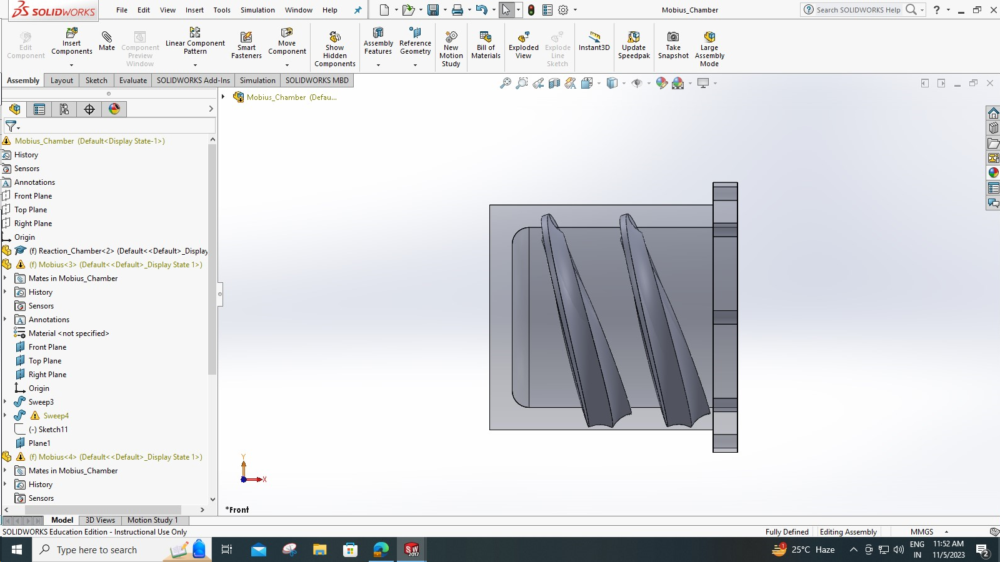 SOLIDWORKS File Edit View Insert Tools Simulation Window Help Mobius_Chamber Search SOLIDWORKS Help ?
Edit Component
Insert Components
Mate
Component Preview Window
Linear Component Pattern
Smart Fasteners
Move Component
Show Hidden Components
Assembly Features
Reference Geometry
New Motion Study
Bill of Materials
Exploded View
Explode Line Sketch
Instant3D
Update Speedpak
Take Snapshot
Large Assembly Mode
Assembly Layout Sketch Evaluate SOLIDWORKS Add-Ins Simulation SOLIDWORKS MBD
Mobius_Chamber (Defau...
Mobius_Chamber (Default<Display State-1>)
History
Sensors
Annotations
Front Plane
Top Plane
Right Plane
Origin
(f) Reaction_Chamber<2> (Default<<Default>_Display
(f) Mobius<3> (Default<<Default>_Display State 1>)
Mates in Mobius_Chamber
History
Sensors
Annotations
Material <not specified>
Front Plane
Top Plane
Right Plane
Origin
Sweep3
Sweep4
(-) Sketch11
Plane1
(f) Mobius<4> (Default<<Default>_Display State 1>)
Mates in Mobius_Chamber
History
Sensors
Y
X
*Front
Model 3D Views Motion Study 1
SOLIDWORKS Education Edition - Instructional Use Only Fully Defined Editing Assembly MMGS
Type here to search
SW 2017
1
25°C Haze
ENG
IN
11:52 AM
11/5/2023
2